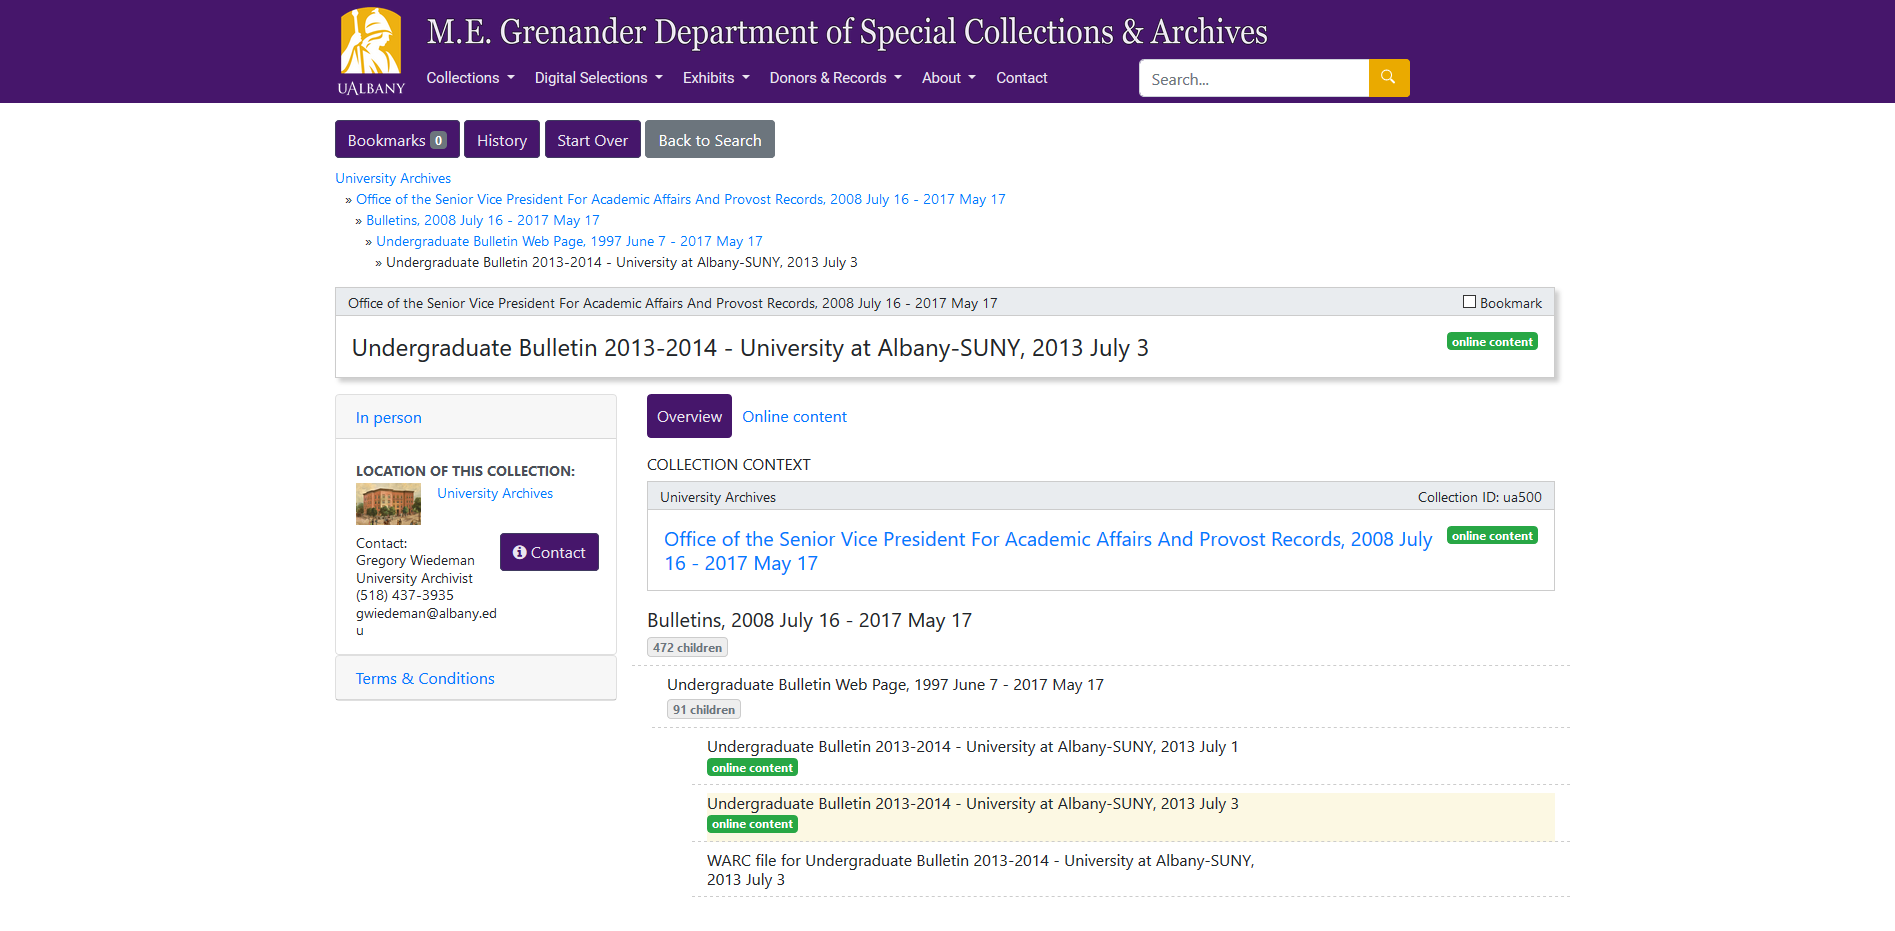 M.E. Grenander Department of Special Collections & Archives
UALBANY
Collections Digital Selections Exhibits Donors & Records About Contact
Search...
Bookmarks 0 History Start Over Back to Search
University Archives
» Office of the Senior Vice President For Academic Affairs And Provost Records, 2008 July 16 - 2017 May 17
» Bulletins, 2008 July 16 - 2017 May 17
» Undergraduate Bulletin Web Page, 1997 June 7 - 2017 May 17
» Undergraduate Bulletin 2013-2014 - University at Albany-SUNY, 2013 July 3
Office of the Senior Vice President For Academic Affairs And Provost Records, 2008 July 16 - 2017 May 17 Bookmark
Undergraduate Bulletin 2013-2014 - University at Albany-SUNY, 2013 July 3 online content
In person
LOCATION OF THIS COLLECTION:
University Archives
Contact:
Gregory Wiedeman
University Archivist
(518) 437-3935
gwiedeman@albany.ed
u
Contact
Terms & Conditions
Overview Online content
COLLECTION CONTEXT
University Archives Collection ID: ua500
Office of the Senior Vice President For Academic Affairs And Provost Records, 2008 July
16 - 2017 May 17
online content
Bulletins, 2008 July 16 - 2017 May 17
472 children
Undergraduate Bulletin Web Page, 1997 June 7 - 2017 May 17
91 children
Undergraduate Bulletin 2013-2014 - University at Albany-SUNY, 2013 July 1
online content
Undergraduate Bulletin 2013-2014 - University at Albany-SUNY, 2013 July 3
online content
WARC file for Undergraduate Bulletin 2013-2014 - University at Albany-SUNY,
2013 July 3